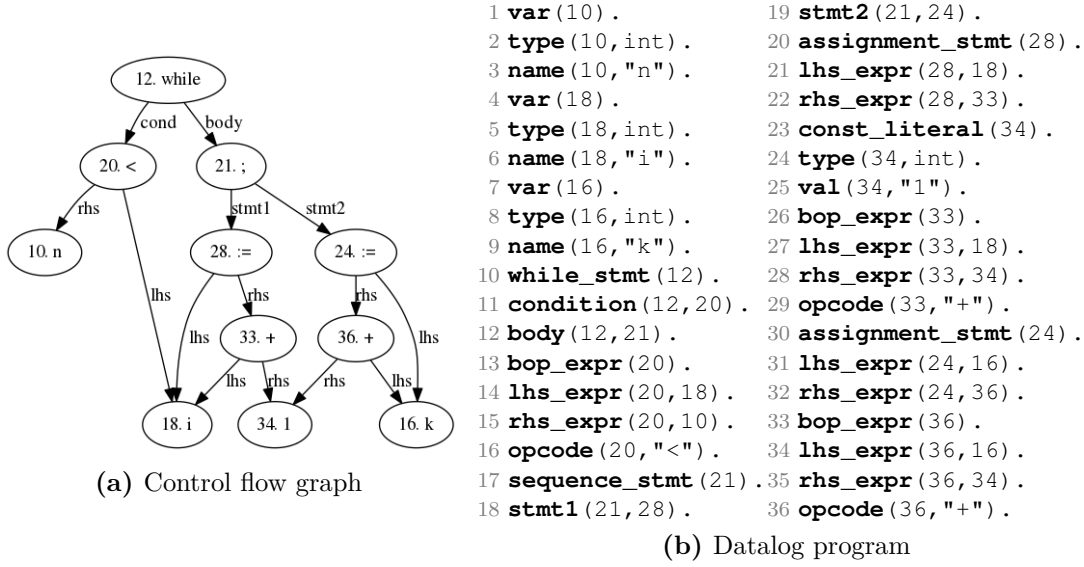 12. while
cond
body
20. <
21. ;
rhs
stmt1
stmt2
10. n
28. :=
24. :=
lhs
rhs
rhs
lhs
33. +
36. +
lhs
lhs
rhs
rhs
lhs
18. i
34. 1
16. k
(a) Control flow graph
1 var(10).
2 type(10,int).
3 name(10,"n").
4 var(18).
5 type(18,int).
6 name(18,"i").
7 var(16).
8 type(16,int).
9 name(16,"k").
10 while_stmt(12).
11 condition(12,20).
12 body(12,21).
13 bop_expr(20).
14 lhs_expr(20,18).
15 rhs_expr(20,10).
16 opcode(20,"<").
17 sequence_stmt(21).
18 stmt1(21,28).
19 stmt2(21,24).
20 assignment_stmt(28).
21 lhs_expr(28,18).
22 rhs_expr(28,33).
23 const_literal(34).
24 type(34,int).
25 val(34,"1").
26 bop_expr(33).
27 lhs_expr(33,18).
28 rhs_expr(33,34).
29 opcode(33,"+").
30 assignment_stmt(24).
31 lhs_expr(24,16).
32 rhs_expr(24,36).
33 bop_expr(36).
34 lhs_expr(36,16).
35 rhs_expr(36,34).
36 opcode(36,"+").
(b) Datalog program